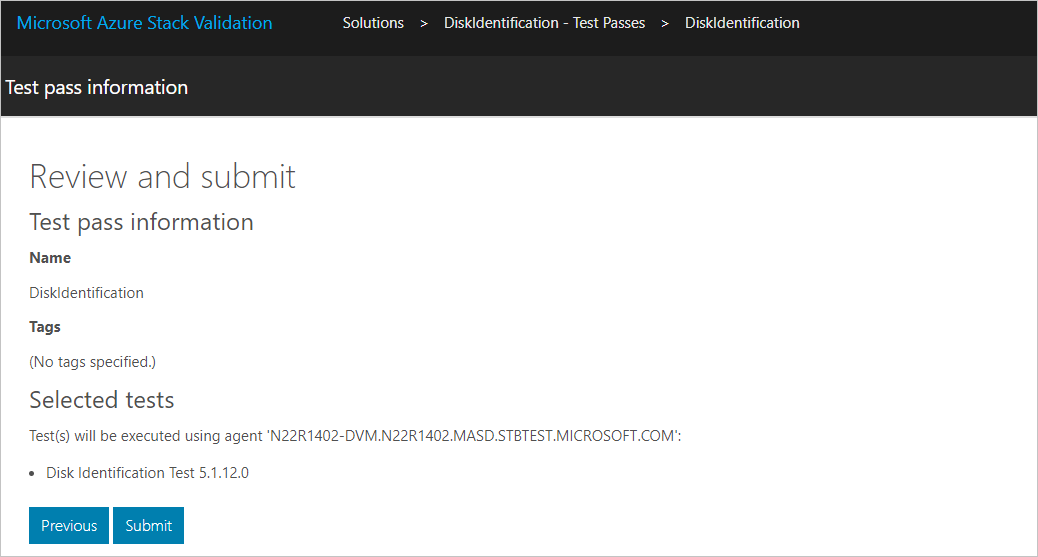 Microsoft Azure Stack Validation Solutions > DiskIdentification - Test Passes > DiskIdentification
Test pass information
Review and submit
Test pass information
Name
DiskIdentification
Tags
(No tags specified.)
Selected tests
Test(s) will be executed using agent 'N22R1402-DVM.N22R1402.MASD.STBTEST.MICROSOFT.COM':
• Disk Identification Test 5.1.12.0
Previous Submit